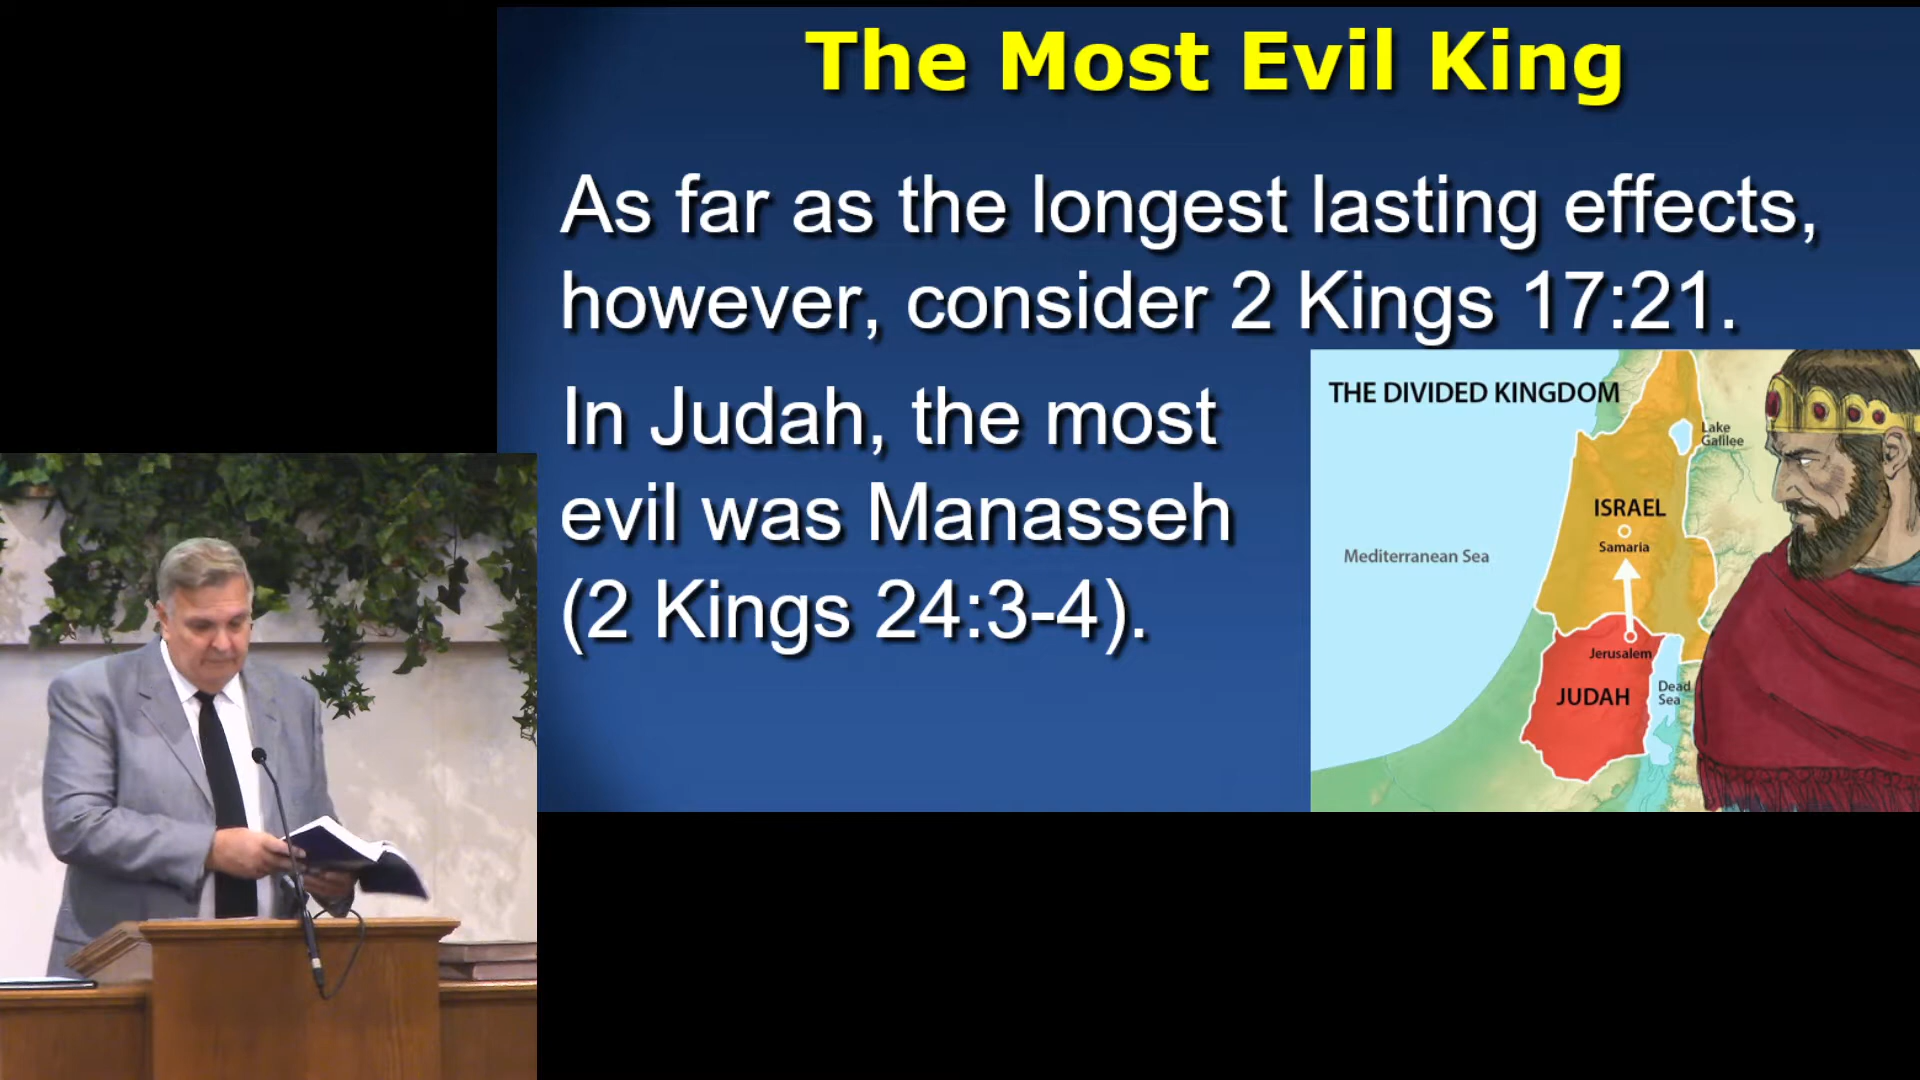 The Most Evil King
As far as the longest lasting effects,
however, consider 2 Kings 17:21.
In Judah, the most
evil was Manasseh
(2 Kings 24:3-4).
THE DIVIDED KINGDOM
Lake
Galilee
ISRAEL
Samaria
Mediterranean Sea
Jerusalem
JUDAH
Dead
Sea